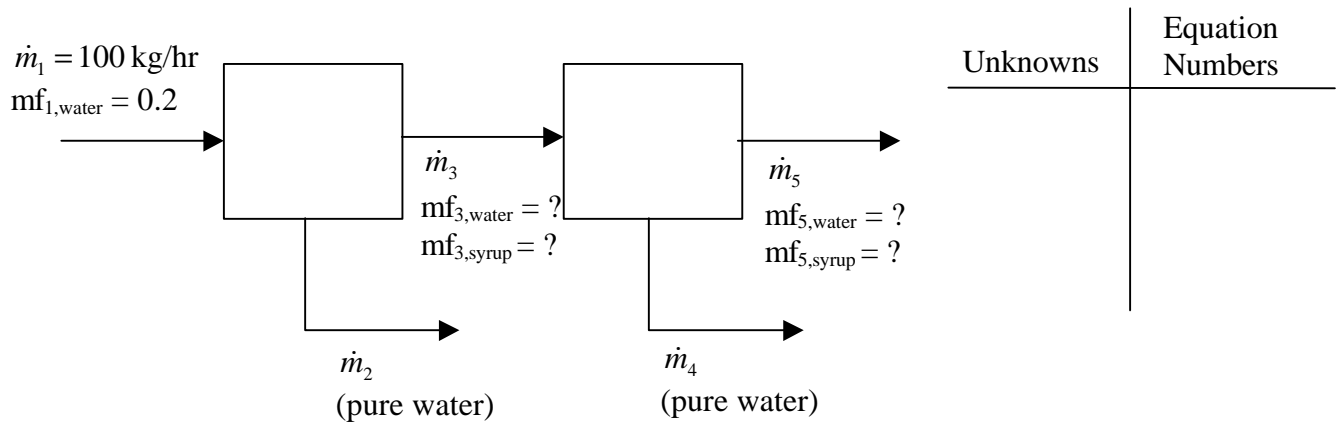 ṁ₁ = 100 kg/hr
mf₁,water = 0.2
ṁ₃
mf₃,water = ?
mf₃,syrup = ?
ṁ₅
mf₅,water = ?
mf₅,syrup = ?
ṁ₂
(pure water)
ṁ₄
(pure water)
Unknowns
Equation
Numbers